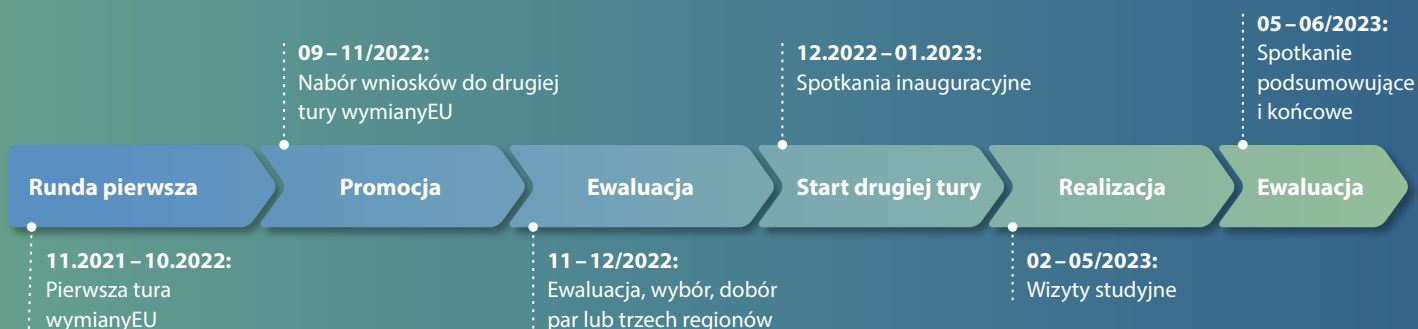 09 – 11/2022:
Nabór wniosków do drugiej
tury wymianyEU
12.2022 – 01.2023:
Spotkania inauguracyjne
05 – 06/2023:
Spotkanie
podsumowujące
i końcowe
Runda pierwsza
Promocja
Ewaluacja
Start drugiej tury
Realizacja
Ewaluacja
11.2021 – 10.2022:
Pierwsza tura
wymianyEU
11 – 12/2022:
Ewaluacja, wybór, dobór
par lub trzech regionów
02 – 05/2023:
Wizyty studyjne